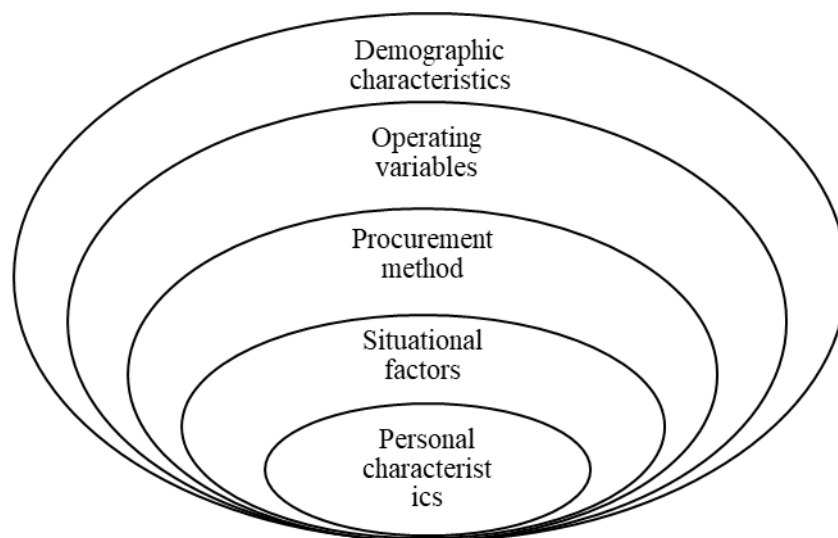 Demographic
characteristics
Operating
variables
Procurement
method
Situational
factors
Personal
characterist
ics